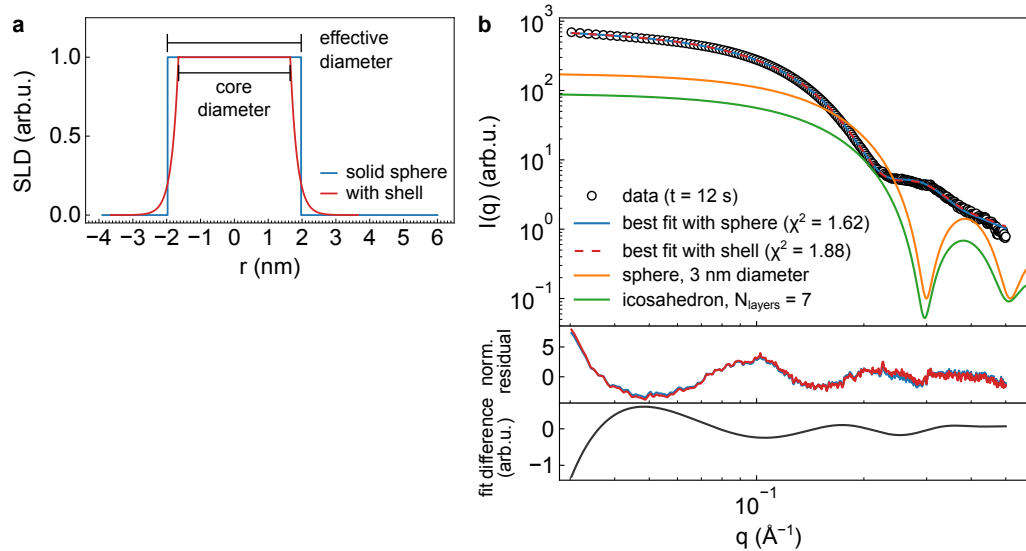 a
SLD (arb.u.)
1.0
0.5
0.0
effective
diameter
core
diameter
solid sphere
with shell
−4 −3 −2 −1 0 1 2 3 4 5 6
r (nm)
b
I(q) (arb.u.)
10³
10²
10¹
10⁰
10⁻¹
data (t = 12 s)
best fit with sphere (χ² = 1.62)
best fit with shell (χ² = 1.88)
sphere, 3 nm diameter
icosahedron, Nlayers = 7
norm.
residual
5
0
fit difference
(arb.u.)
0
−1
10⁻¹
q (Å⁻¹)